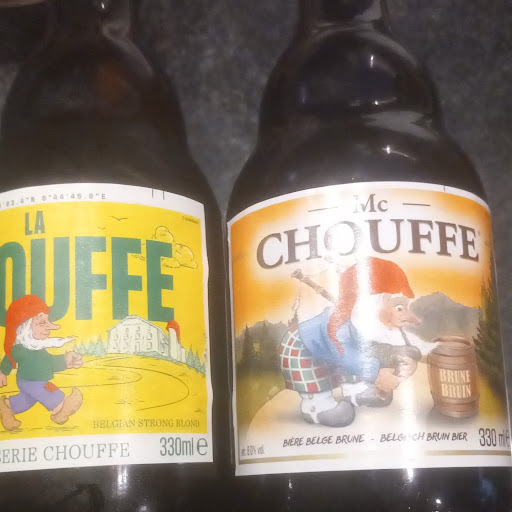 LA
OUFFE
BELGIAN STRONG BLOND
SERIE CHOUFFE
330ml e
Mc
CHOUFFE
BRUNE
BRUIN
BIÈRE BELGE BRUNE - BELGISCH BRUIN BIER
330 ml e